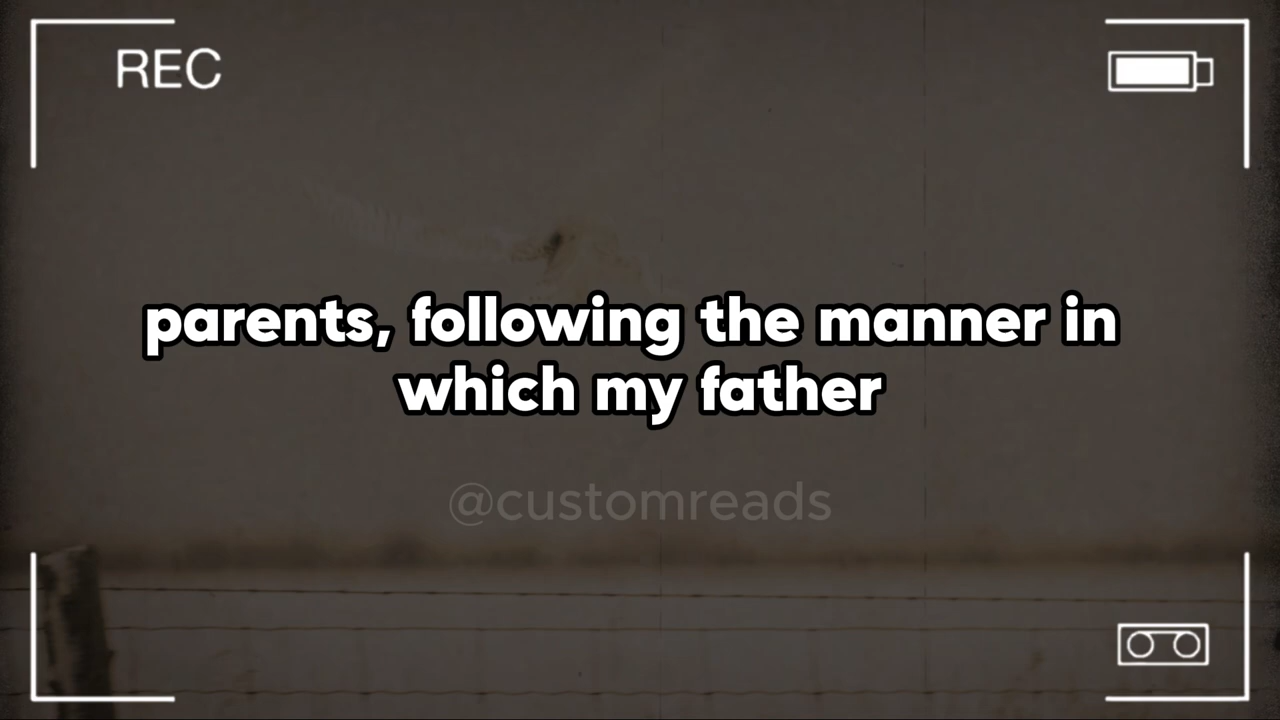 REC
parents, following the manner in
which my father
@customreads